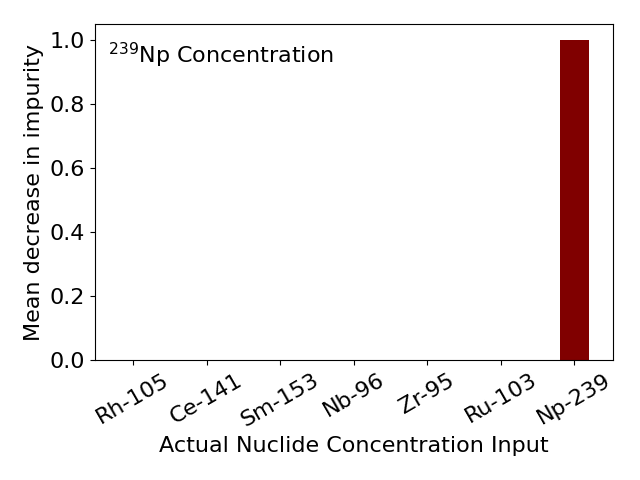 ²³⁹Np Concentration
Mean decrease in impurity
1.0
0.8
0.6
0.4
0.2
0.0
Rh-105
Ce-141
Sm-153
Nb-96
Zr-95
Ru-103
Np-239
Actual Nuclide Concentration Input